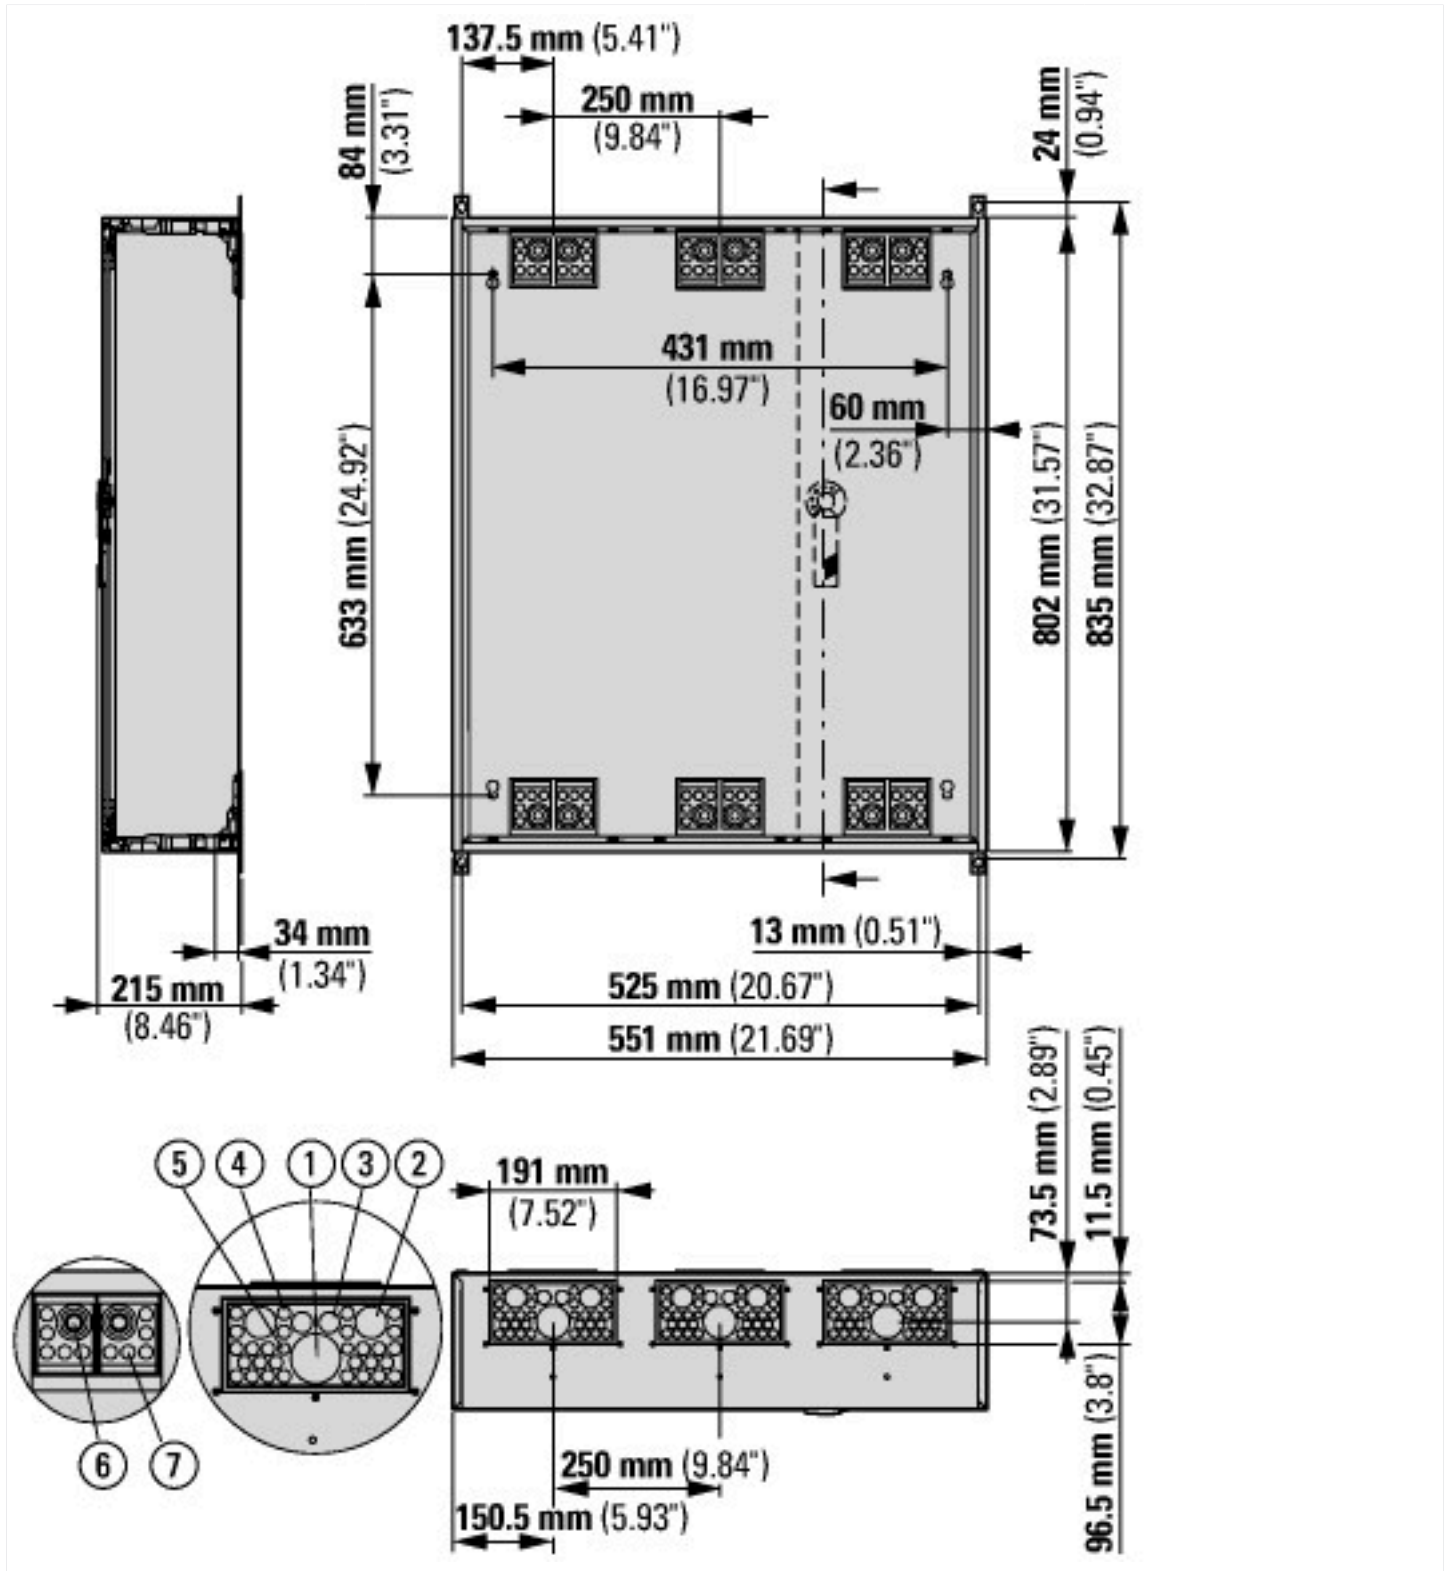 137.5 mm (5.41")
250 mm
(9.84")
84 mm
(3.31")
24 mm
(0.94")
431 mm
(16.97")
60 mm
(2.36")
633 mm (24.92")
802 mm (31.57")
835 mm (32.87")
34 mm
(1.34")
13 mm (0.51")
215 mm
(8.46")
525 mm (20.67")
551 mm (21.69")
73.5 mm (2.89")
11.5 mm (0.45")
5 4 1 3 2
191 mm
(7.52")
6 7
250 mm (9.84")
150.5 mm (5.93")
96.5 mm (3.8")